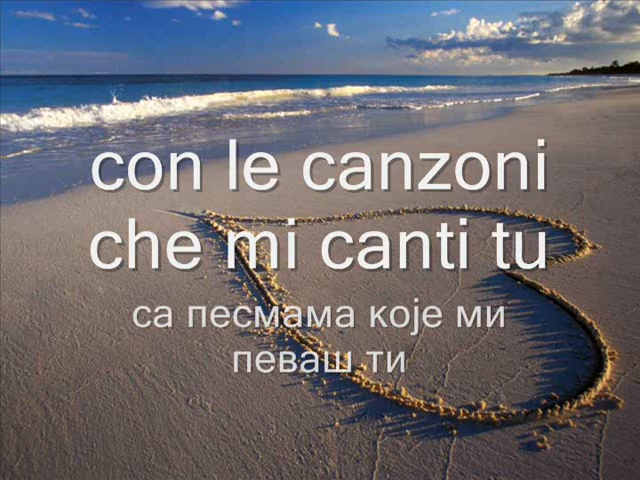 con le canzoni
che mi canti tu
са песмама које ми
певаш ти